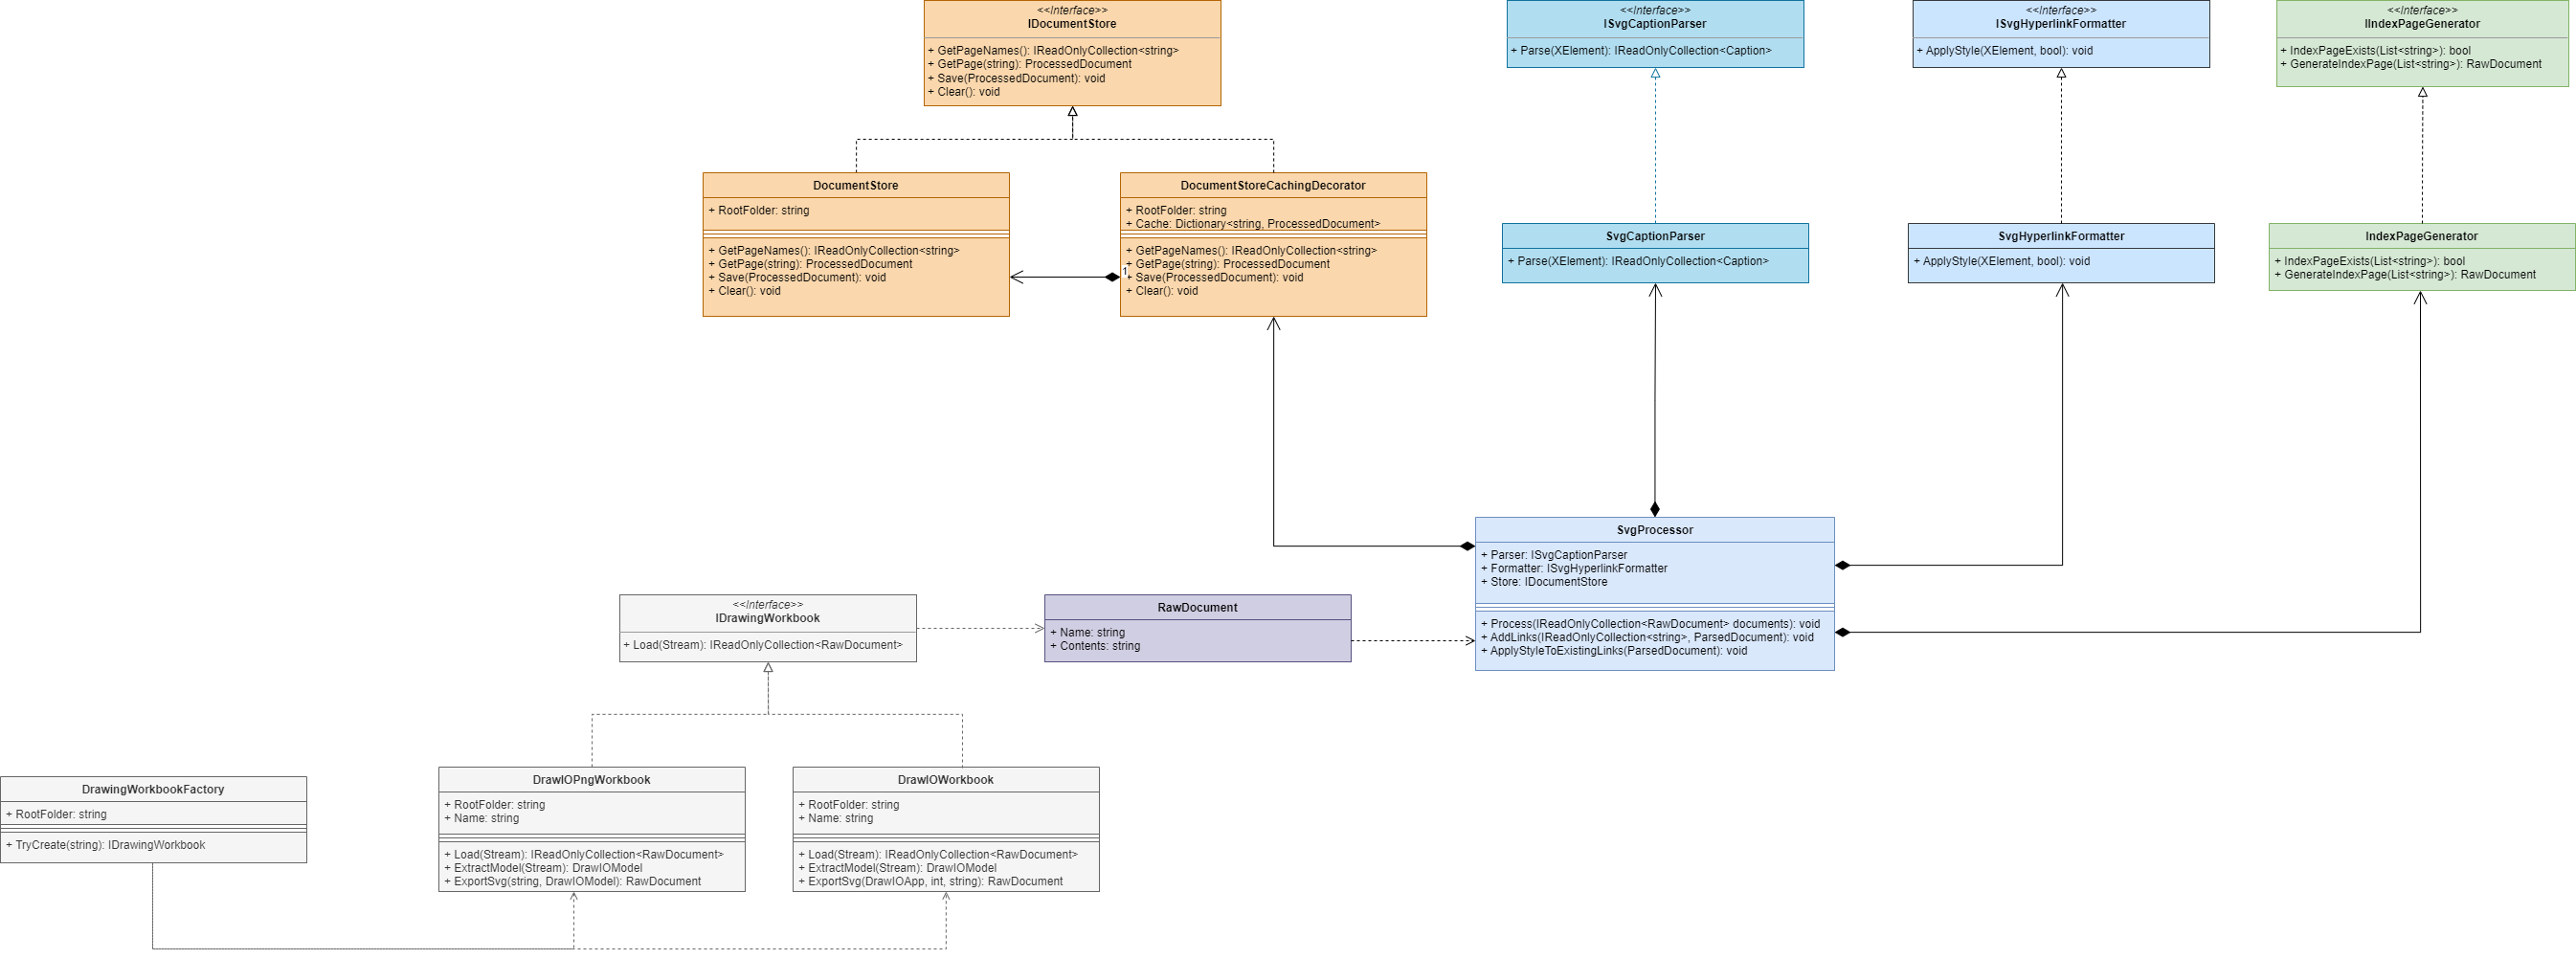 <<Interface>>
IDocumentStore
+ GetPageNames(): IReadOnlyCollection<string>
+ GetPage(string): ProcessedDocument
+ Save(ProcessedDocument): void
+ Clear(): void
<<Interface>>
ISvgCaptionParser
+ Parse(XElement): IReadOnlyCollection<Caption>
<<Interface>>
ISvgHyperlinkFormatter
+ ApplyStyle(XElement, bool): void
<<Interface>>
IIndexPageGenerator
+ IndexPageExists(List<string>): bool
+ GenerateIndexPage(List<string>): RawDocument
DocumentStore
+ RootFolder: string
+ GetPageNames(): IReadOnlyCollection<string>
+ GetPage(string): ProcessedDocument
+ Save(ProcessedDocument): void
+ Clear(): void
DocumentStoreCachingDecorator
+ RootFolder: string
+ Cache: Dictionary<string, ProcessedDocument>
+ GetPageNames(): IReadOnlyCollection<string>
+ GetPage(string): ProcessedDocument
1
+ Save(ProcessedDocument): void
+ Clear(): void
SvgCaptionParser
+ Parse(XElement): IReadOnlyCollection<Caption>
SvgHyperlinkFormatter
+ ApplyStyle(XElement, bool): void
IndexPageGenerator
+ IndexPageExists(List<string>): bool
+ GenerateIndexPage(List<string>): RawDocument
SvgProcessor
+ Parser: ISvgCaptionParser
+ Formatter: ISvgHyperlinkFormatter
+ Store: IDocumentStore
+ Process(IReadOnlyCollection<RawDocument> documents): void
+ AddLinks(IReadOnlyCollection<string>, ParsedDocument): void
+ ApplyStyleToExistingLinks(ParsedDocument): void
<<Interface>>
IDrawingWorkbook
+ Load(Stream): IReadOnlyCollection<RawDocument>
RawDocument
+ Name: string
+ Contents: string
DrawingWorkbookFactory
+ RootFolder: string
+ TryCreate(string): IDrawingWorkbook
DrawIOPngWorkbook
+ RootFolder: string
+ Name: string
+ Load(Stream): IReadOnlyCollection<RawDocument>
+ ExtractModel(Stream): DrawIOModel
+ ExportSvg(string, DrawIOModel): RawDocument
DrawIOWorkbook
+ RootFolder: string
+ Name: string
+ Load(Stream): IReadOnlyCollection<RawDocument>
+ ExtractModel(Stream): DrawIOModel
+ ExportSvg(DrawIOApp, int, string): RawDocument